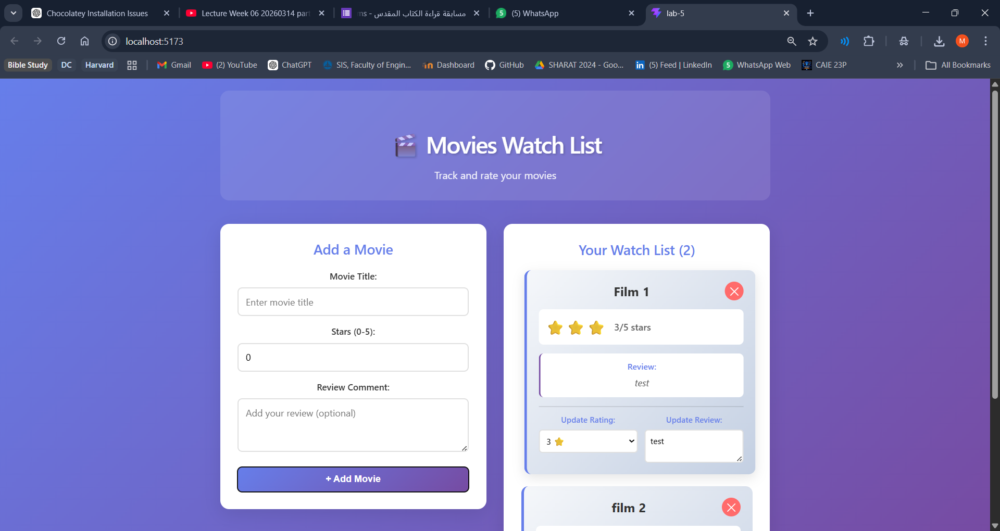 Chocolatey Installation Issues
Lecture Week 06 20260314 part
مسابقة قراءة الكتاب المقدس - ms
5 (5) WhatsApp
lab-5
localhost:5173
M
Bible Study
DC
Harvard
Gmail
(2) YouTube
ChatGPT
SIS, Faculty of Engin...
Dashboard
GitHub
SHARAT 2024 - Goo...
in (5) Feed | LinkedIn
5 WhatsApp Web
CAIE 23P
All Bookmarks
Movies Watch List
Track and rate your movies
Add a Movie
Movie Title:
Enter movie title
Stars (0-5):
0
Review Comment:
Add your review (optional)
+ Add Movie
Your Watch List (2)
Film 1
3/5 stars
Review:
test
Update Rating:
3
Update Review:
test
film 2